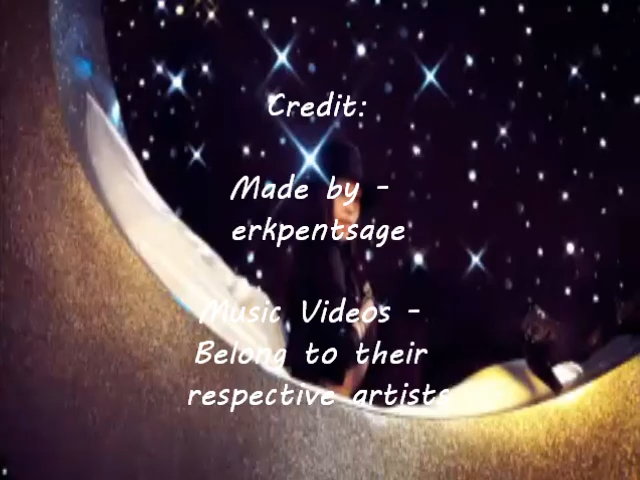 Credit:
Made by -
erkpentsage
Music Videos -
Belong to their
respective artists